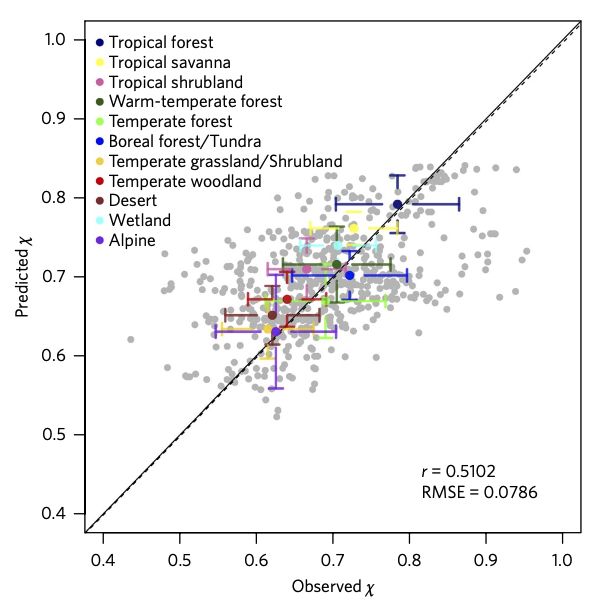 1.0
0.9
0.8
0.7
0.6
0.5
0.4
Predicted χ
Tropical forest
Tropical savanna
Tropical shrubland
Warm-temperate forest
Temperate forest
Boreal forest/Tundra
Temperate grassland/Shrubland
Temperate woodland
Desert
Wetland
Alpine
r = 0.5102
RMSE = 0.0786
0.4 0.5 0.6 0.7 0.8 0.9 1.0
Observed χ